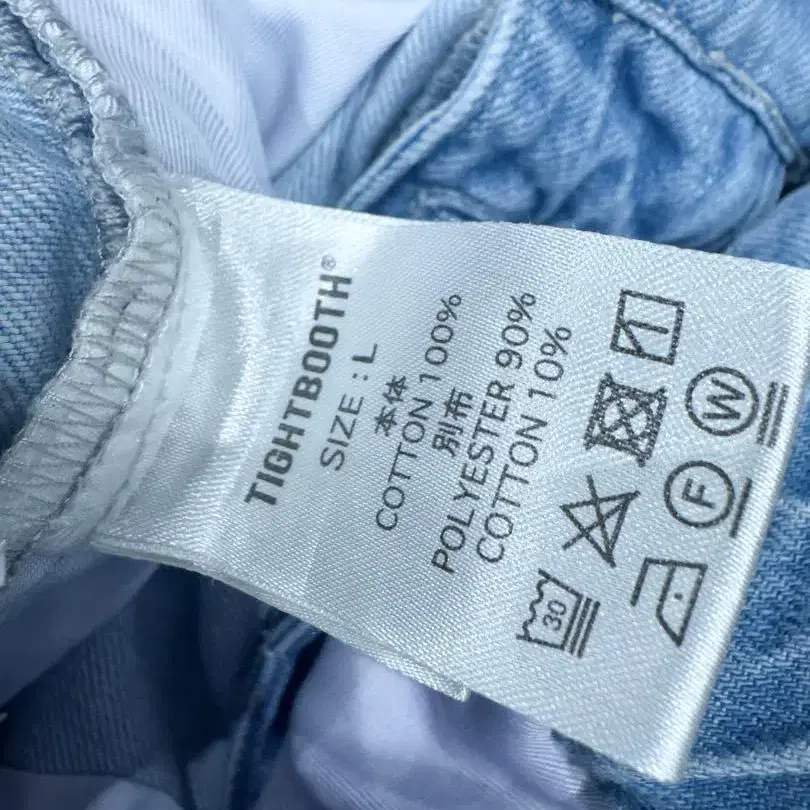 TIGHTBOOTH®
SIZE : L
本体
COTTON 100%
別布
POLYESTER 90%
COTTON 10%
30
W
F